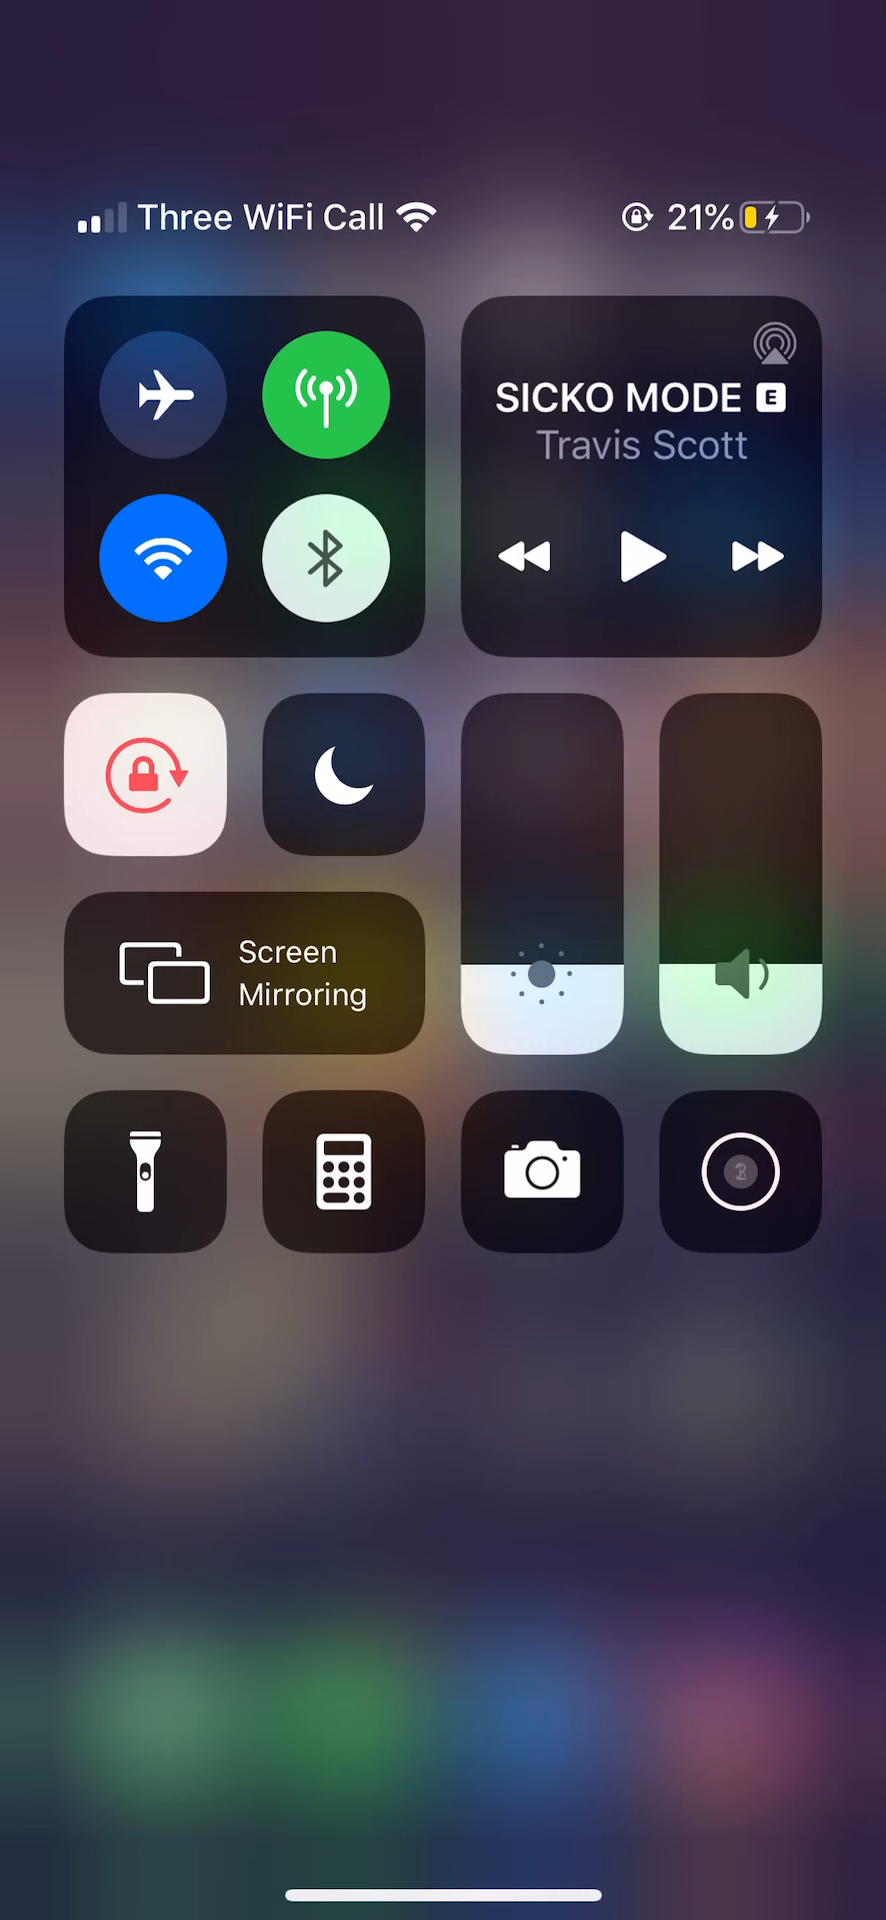 Three WiFi Call
21%
SICKO MODE E
Travis Scott
Screen
Mirroring